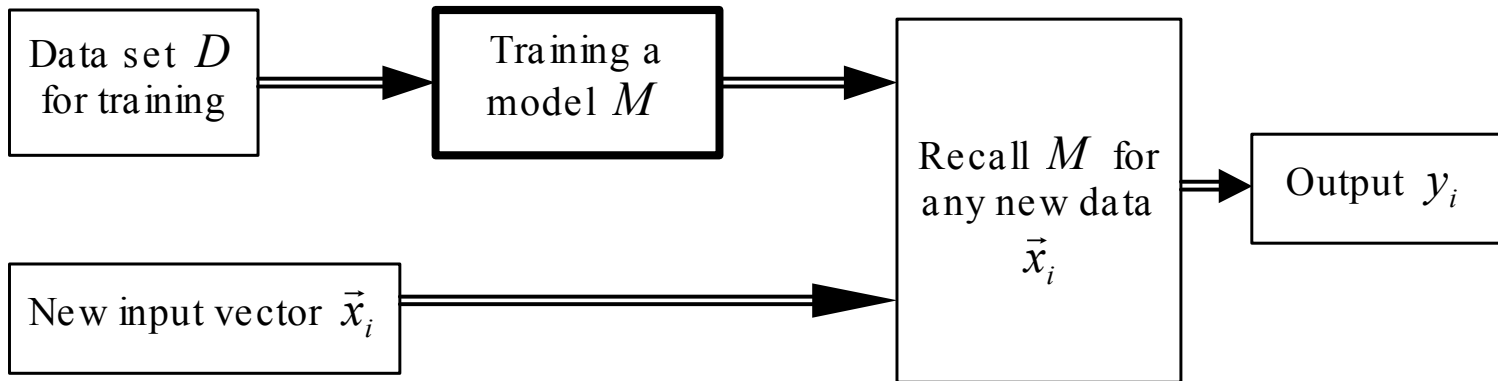 Data set D
for training
Training a
model M
Recall M for
any new data
x⃗ᵢ
Output yᵢ
New input vector x⃗ᵢ